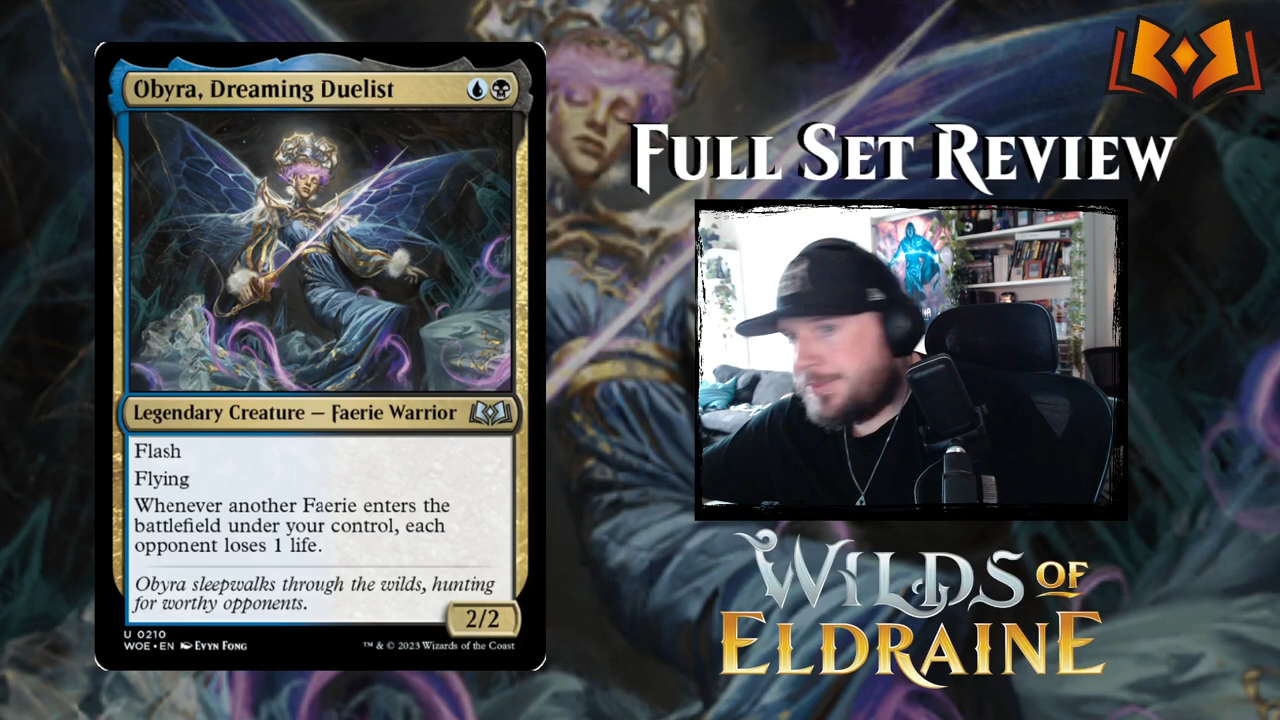 Obyra, Dreaming Duelist
Legendary Creature — Faerie Warrior
Flash
Flying
Whenever another Faerie enters the
battlefield under your control, each
opponent loses 1 life.
Obyra sleepwalks through the wilds, hunting
for worthy opponents.
2/2
U 0210
WOE • EN Evyn Fong
™ & © 2023 Wizards of the Coast
Full Set Review
Wilds of
Eldraine